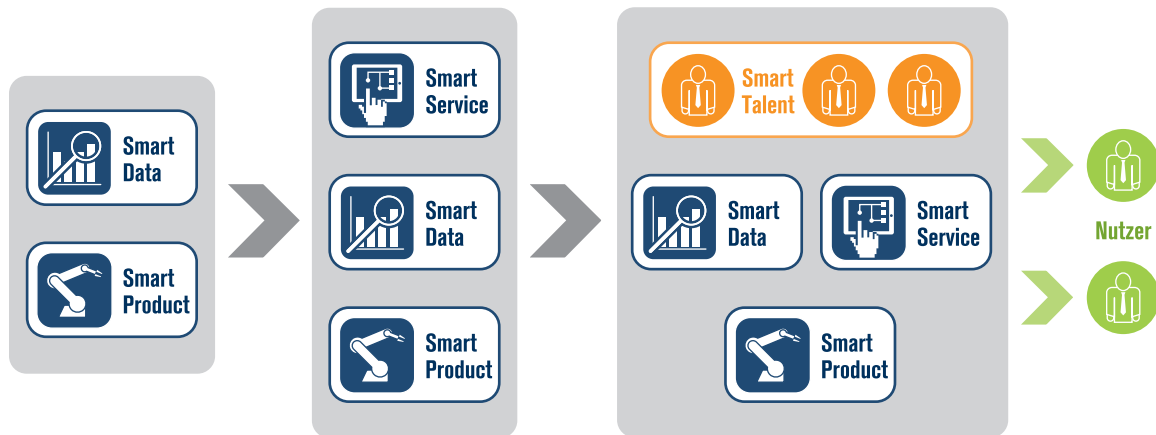 Smart
Data
Smart
Product
Smart
Service
Smart
Data
Smart
Product
Smart
Talent
Smart
Data
Smart
Service
Smart
Product
Nutzer